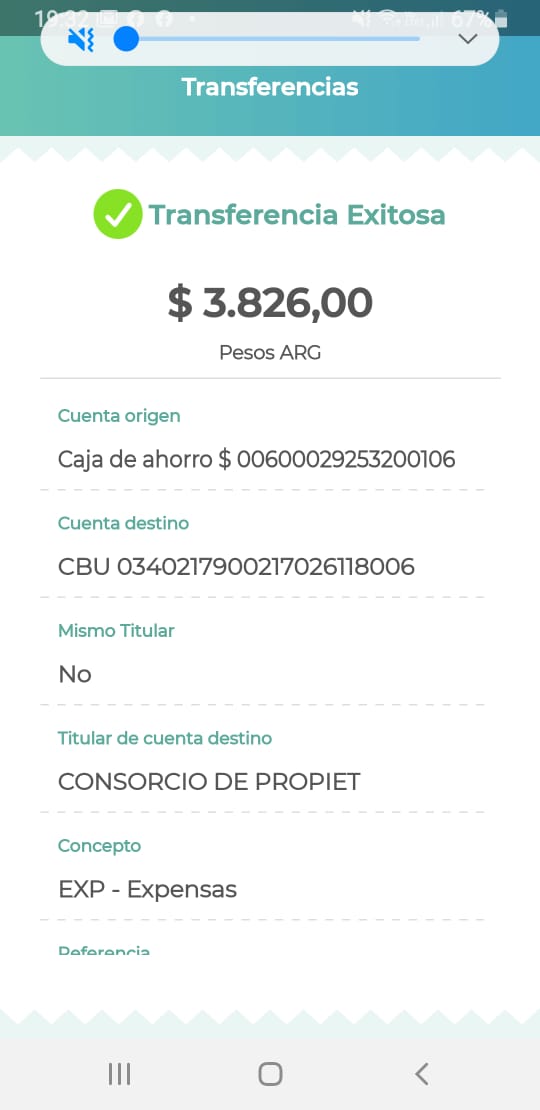 19:32
67%
Transferencias
Transferencia Exitosa
$ 3.826,00
Pesos ARG
Cuenta origen
Caja de ahorro $ 00600029253200106
Cuenta destino
CBU 0340217900217026118006
Mismo Titular
No
Titular de cuenta destino
CONSORCIO DE PROPIET
Concepto
EXP - Expensas
Referencia